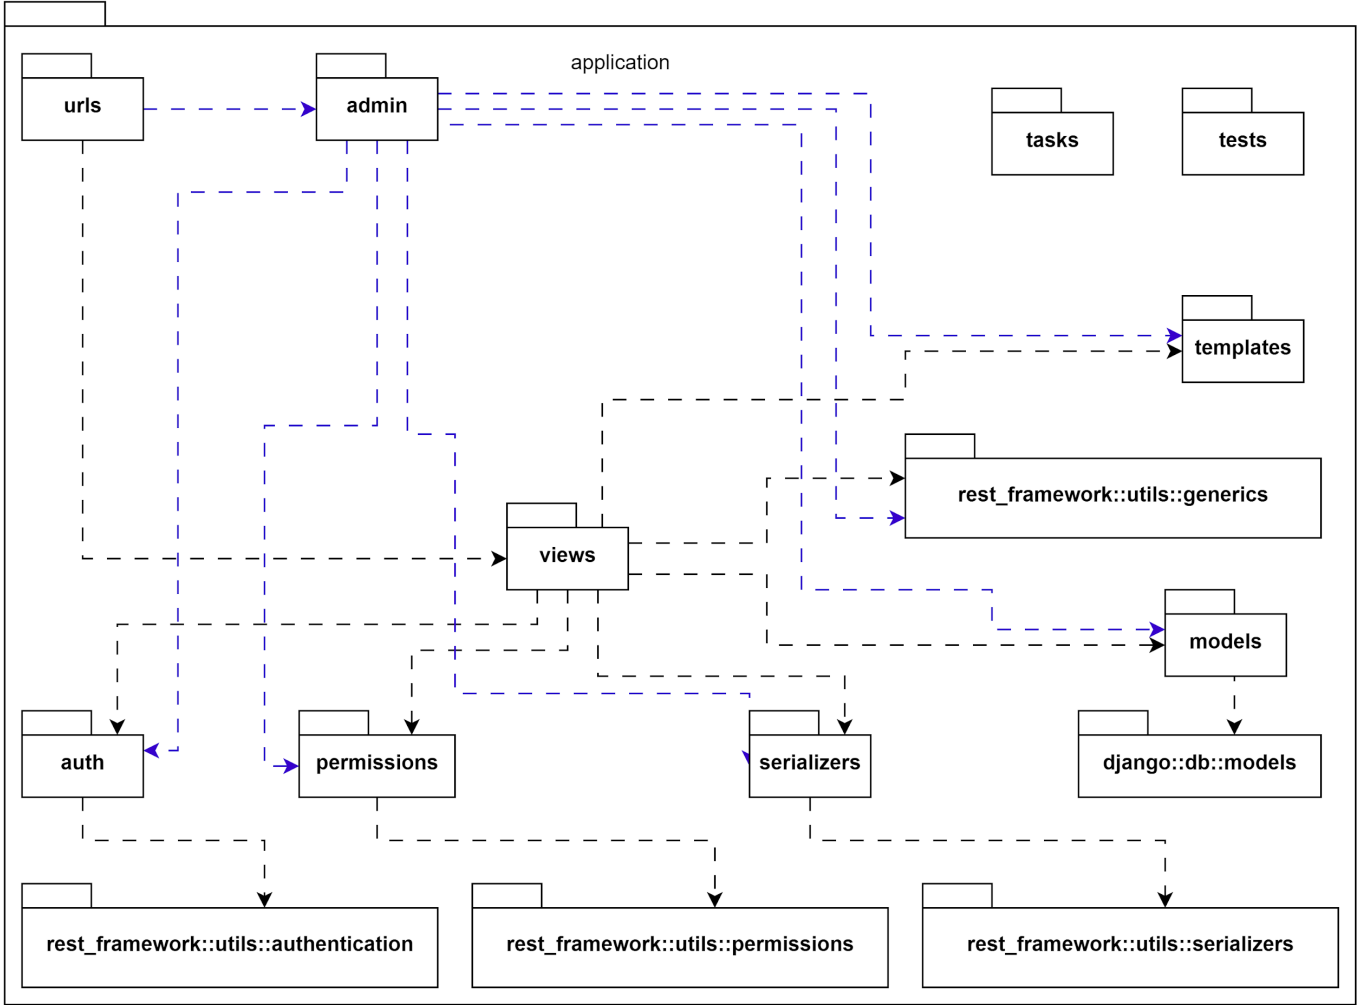 application
urls
admin
tasks
tests
templates
rest_framework::utils::generics
views
models
auth
permissions
serializers
django::db::models
rest_framework::utils::authentication
rest_framework::utils::permissions
rest_framework::utils::serializers